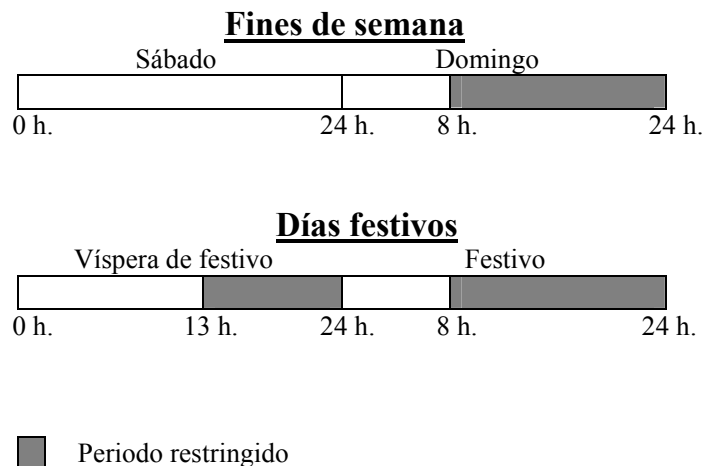 Fines de semana
Sábado Domingo
0 h. 24 h. 8 h. 24 h.
Días festivos
Víspera de festivo Festivo
0 h. 13 h. 24 h. 8 h. 24 h.
Periodo restringido